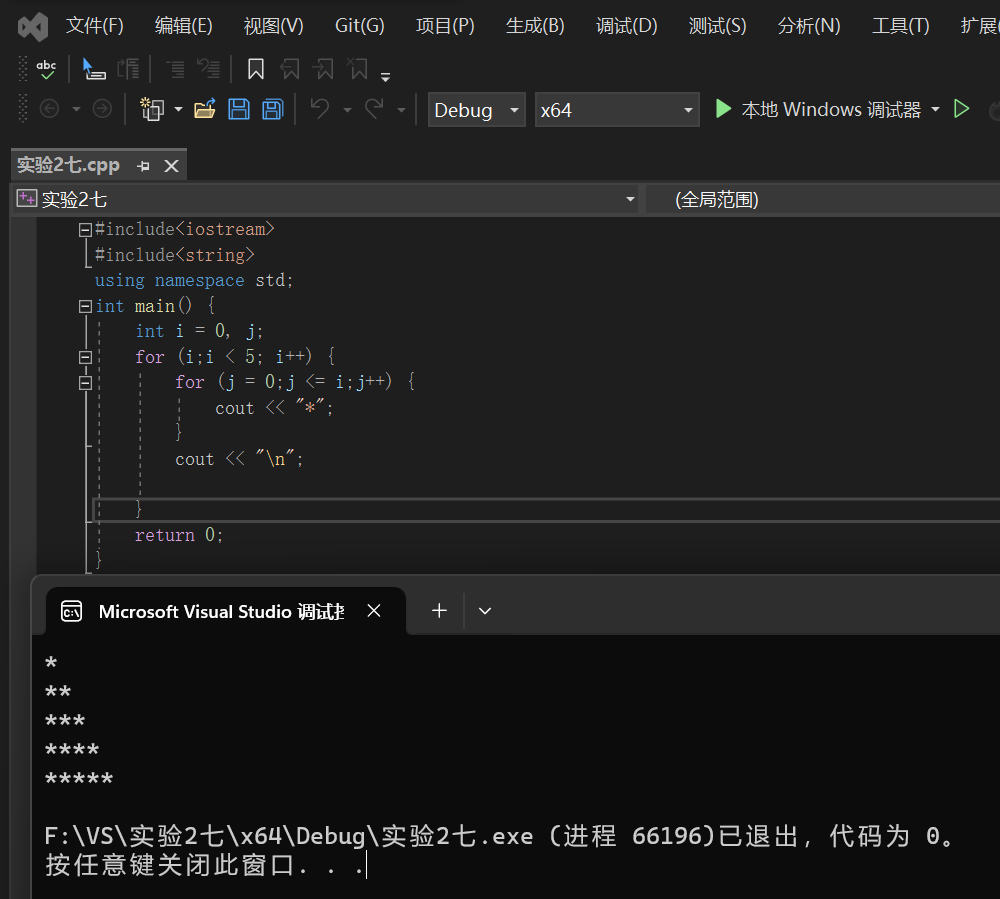 文件(F) 编辑(E) 视图(V) Git(G) 项目(P) 生成(B) 调试(D) 测试(S) 分析(N) 工具(T) 扩展(
abc
Debug x64 本地 Windows 调试器
实验2七.cpp
实验2七 (全局范围)
#include<iostream>
#include<string>
using namespace std;
int main() {
    int i = 0, j;
    for (i;i < 5; i++) {
        for (j = 0;j <= i;j++) {
            cout << "*";
        }
        cout << "\n";
    }
    return 0;
}
Microsoft Visual Studio 调试
*
**
***
****
*****
F:\VS\实验2七\x64\Debug\实验2七.exe (进程 66196)已退出，代码为 0。
按任意键关闭此窗口. . .